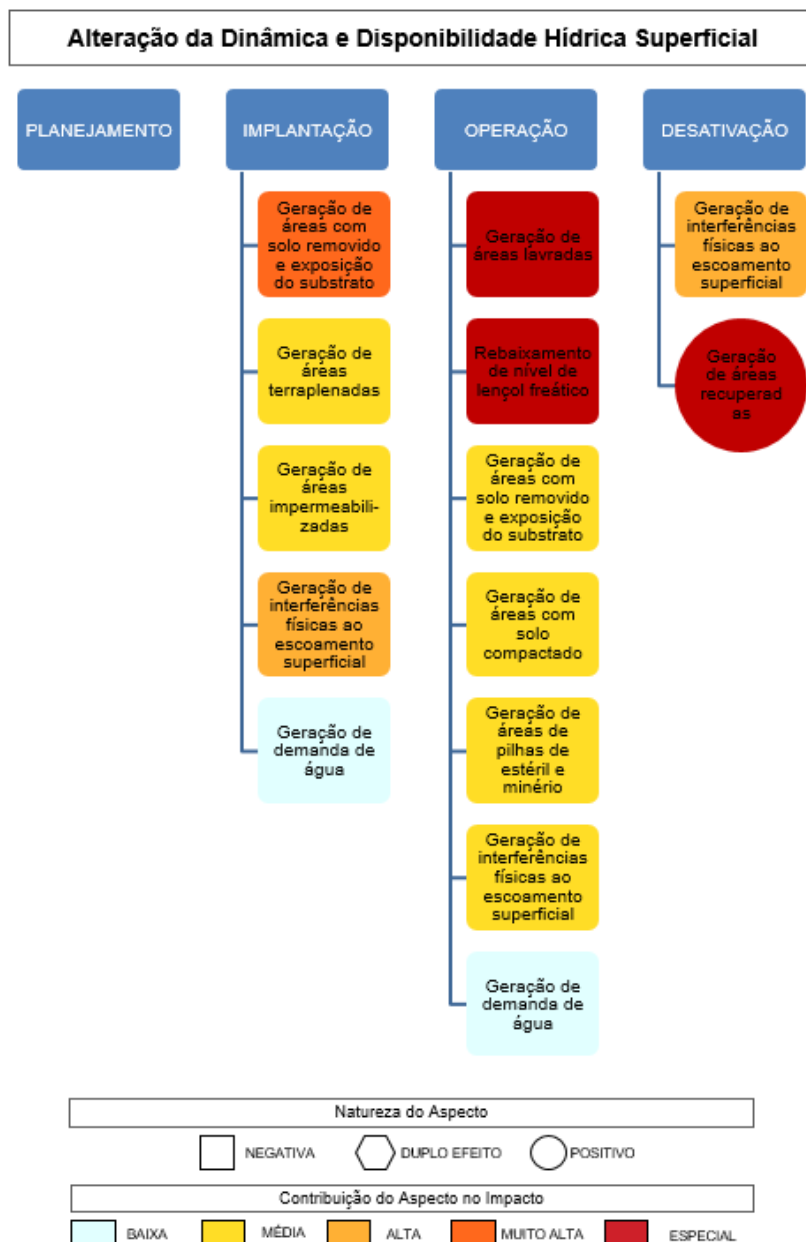 Alteração da Dinâmica e Disponibilidade Hídrica Superficial
PLANEJAMENTO
IMPLANTAÇÃO
OPERAÇÃO
DESATIVAÇÃO
Geração de
áreas com
solo removido
e exposição
do substrato
Geração de
áreas
terraplenadas
Geração de
áreas
impermeabili-
zadas
Geração de
interferências
físicas ao
escoamento
superficial
Geração de
demanda de
água
Geração de
áreas lavradas
Rebaixamento
de nível de
lençol freático
Geração de
áreas com
solo removido
e exposição
do substrato
Geração de
áreas com
solo
compactado
Geração de
áreas de
pilhas de
estéril e
minério
Geração de
interferências
físicas ao
escoamento
superficial
Geração de
demanda de
água
Geração de
interferências
físicas ao
escoamento
superficial
Geração
de áreas
recuperad
as
Natureza do Aspecto
NEGATIVA
DUPLO EFEITO
POSITIVO
Contribuição do Aspecto no Impacto
BAIXA
MÉDIA
ALTA
MUITO ALTA
ESPECIAL